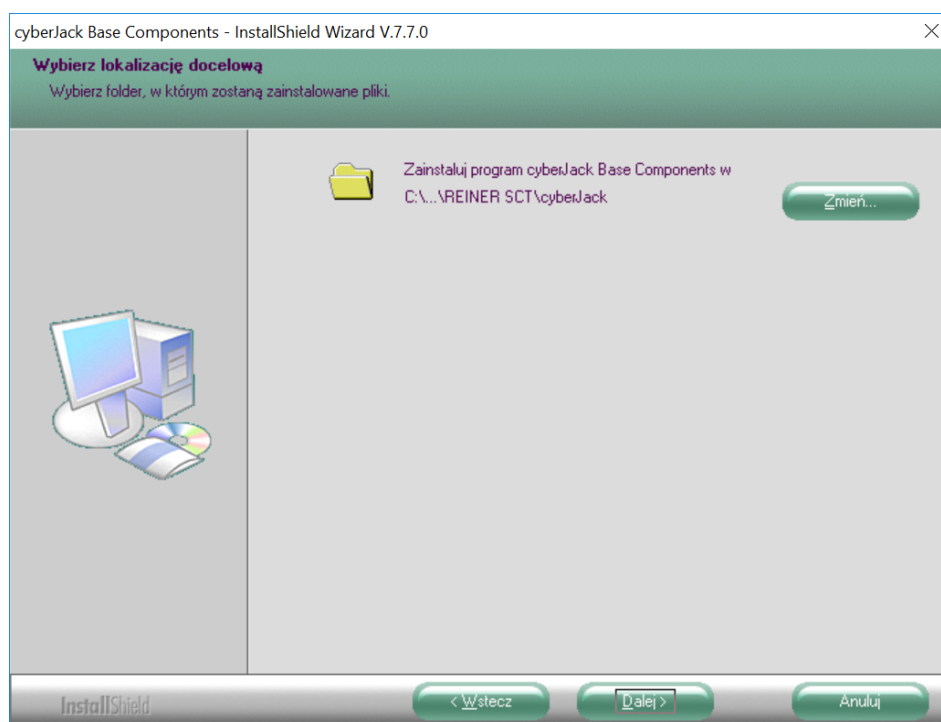 cyberJack Base Components - InstallShield Wizard V.7.7.0
Wybierz lokalizację docelową
Wybierz folder, w którym zostaną zainstalowane pliki.
Zainstaluj program cyberJack Base Components w
C:\...\REINER SCT\cyberJack
Zmień...
InstallShield
< Wstecz
Dalej >
Anuluj